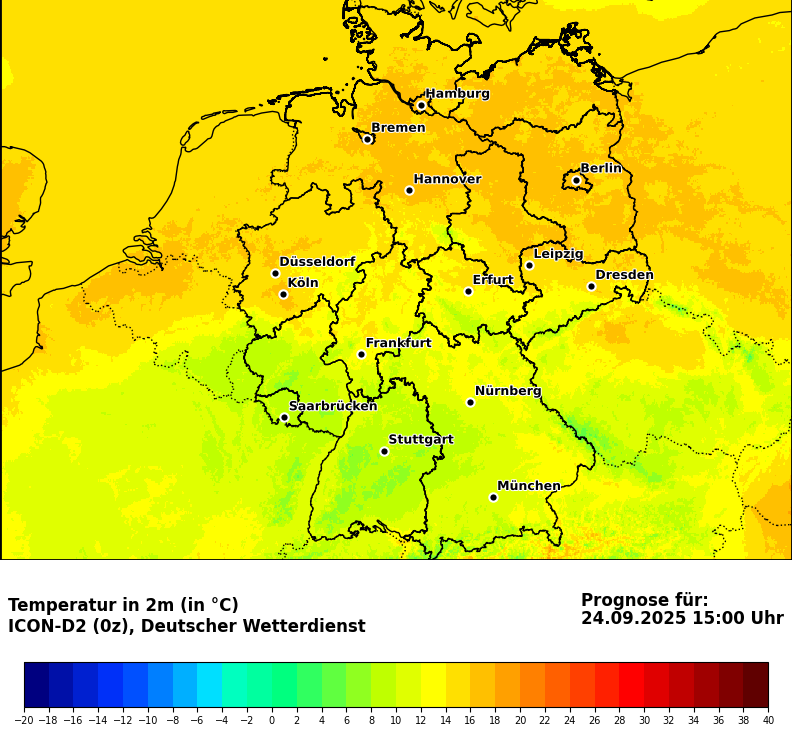 Hamburg
Bremen
Berlin
Hannover
Leipzig
Düsseldorf
Dresden
Köln
Erfurt
Frankfurt
Nürnberg
Saarbrücken
Stuttgart
München
Temperatur in 2m (in °C)
ICON-D2 (0z), Deutscher Wetterdienst
Prognose für:
24.09.2025 15:00 Uhr
−20 −18 −16 −14 −12 −10 −8 −6 −4 −2 0 2 4 6 8 10 12 14 16 18 20 22 24 26 28 30 32 34 36 38 40